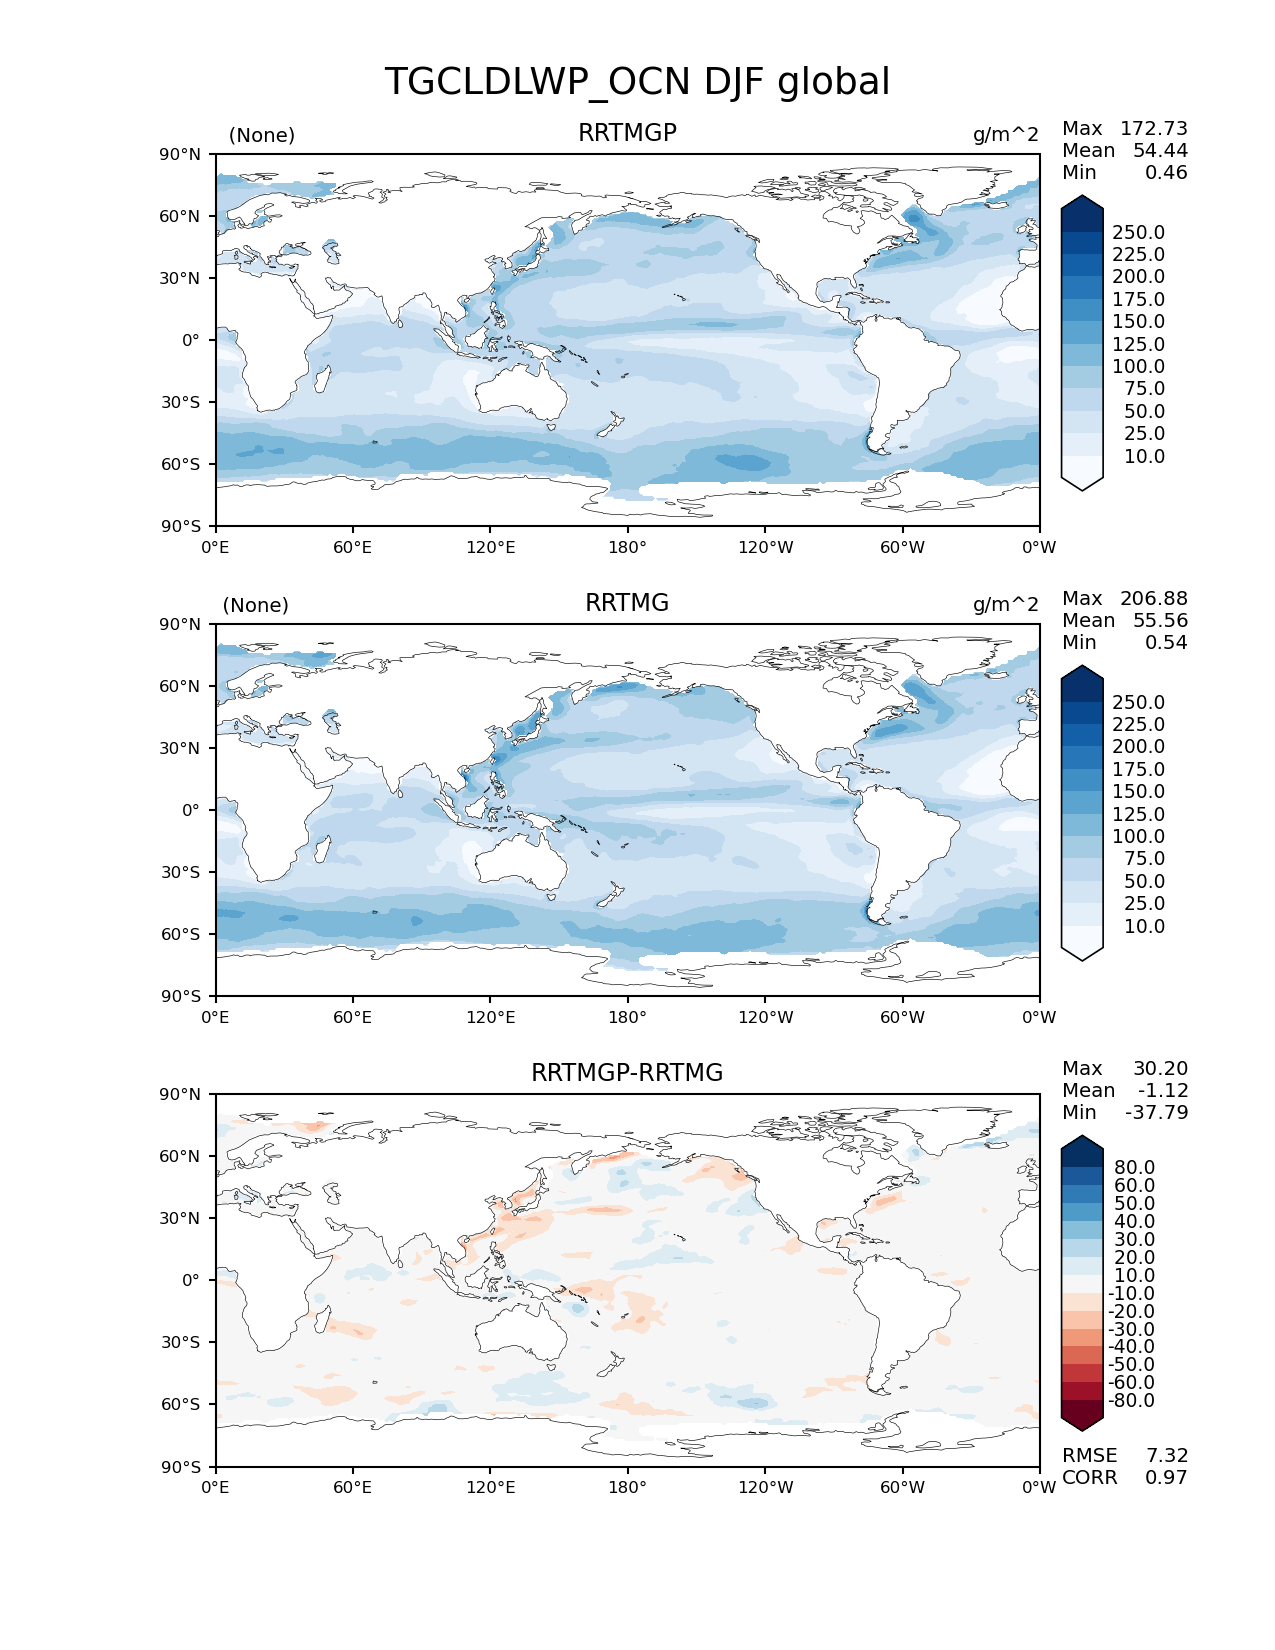 TGCLDLWP_OCN DJF global
(None) RRTMGP g/m^2
Max 172.73
Mean 54.44
Min 0.46
90°N
60°N
30°N
0°
30°S
60°S
90°S
0°E 60°E 120°E 180° 120°W 60°W 0°W
250.0
225.0
200.0
175.0
150.0
125.0
100.0
75.0
50.0
25.0
10.0
(None) RRTMG g/m^2
Max 206.88
Mean 55.56
Min 0.54
90°N
60°N
30°N
0°
30°S
60°S
90°S
0°E 60°E 120°E 180° 120°W 60°W 0°W
250.0
225.0
200.0
175.0
150.0
125.0
100.0
75.0
50.0
25.0
10.0
RRTMGP-RRTMG
Max 30.20
Mean -1.12
Min -37.79
90°N
60°N
30°N
0°
30°S
60°S
90°S
0°E 60°E 120°E 180° 120°W 60°W 0°W
80.0
60.0
50.0
40.0
30.0
20.0
10.0
-10.0
-20.0
-30.0
-40.0
-50.0
-60.0
-80.0
RMSE 7.32
CORR 0.97